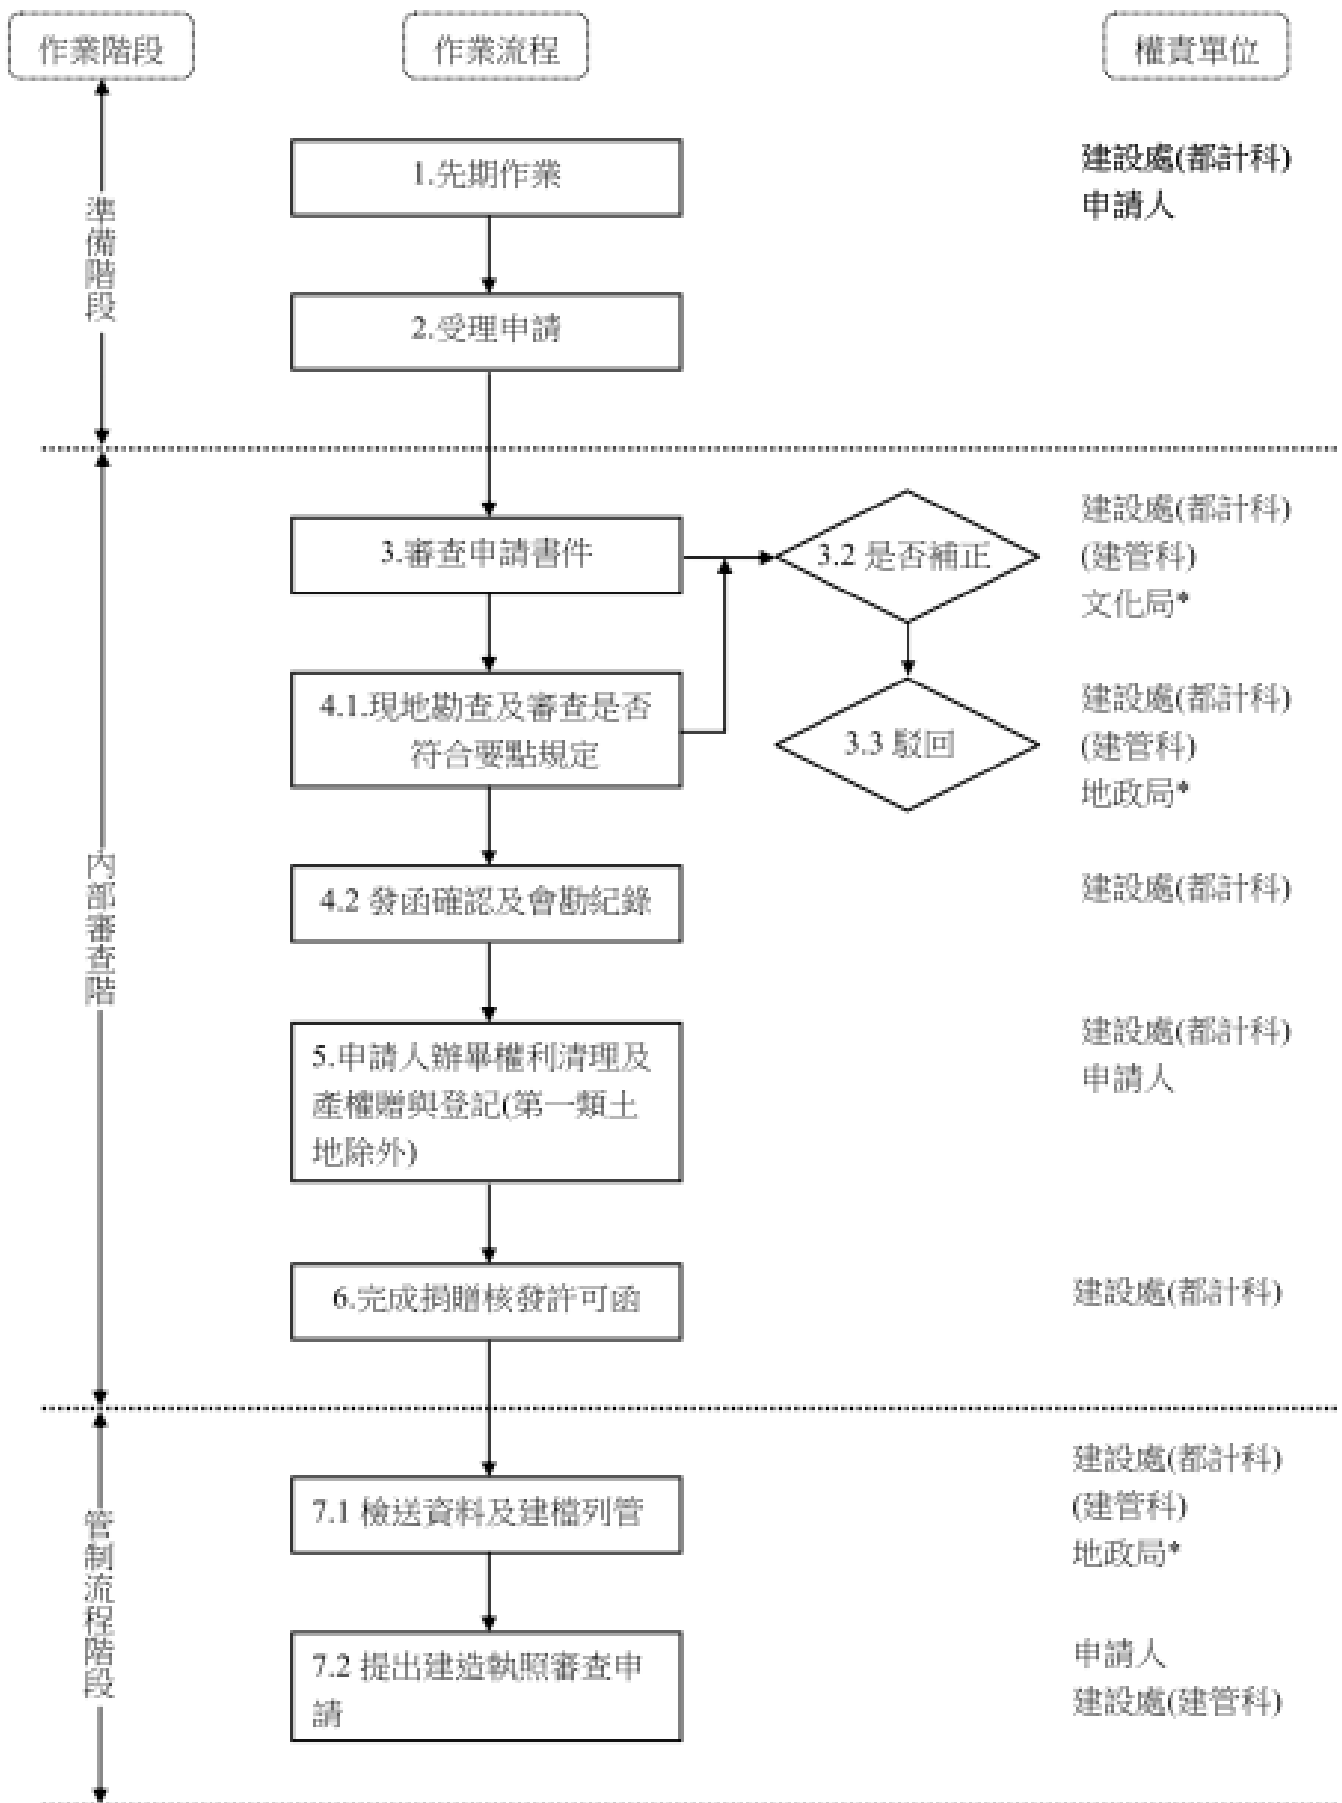 作業階段
作業流程
權責單位
準備階段
1.先期作業
建設處(都計科)
申請人
2.受理申請
內部審查階
3.審查申請書件
3.2 是否補正
建設處(都計科)
(建管科)
文化局*
4.1.現地勘查及審查是否
符合要點規定
3.3 駁回
建設處(都計科)
(建管科)
地政局*
4.2 發函確認及會勘紀錄
建設處(都計科)
5.申請人辦畢權利清理及
產權贈與登記(第一類土
地除外)
建設處(都計科)
申請人
6.完成捐贈核發許可函
建設處(都計科)
管制流程階段
7.1 檢送資料及建檔列管
建設處(都計科)
(建管科)
地政局*
7.2 提出建造執照審查申
請
申請人
建設處(建管科)